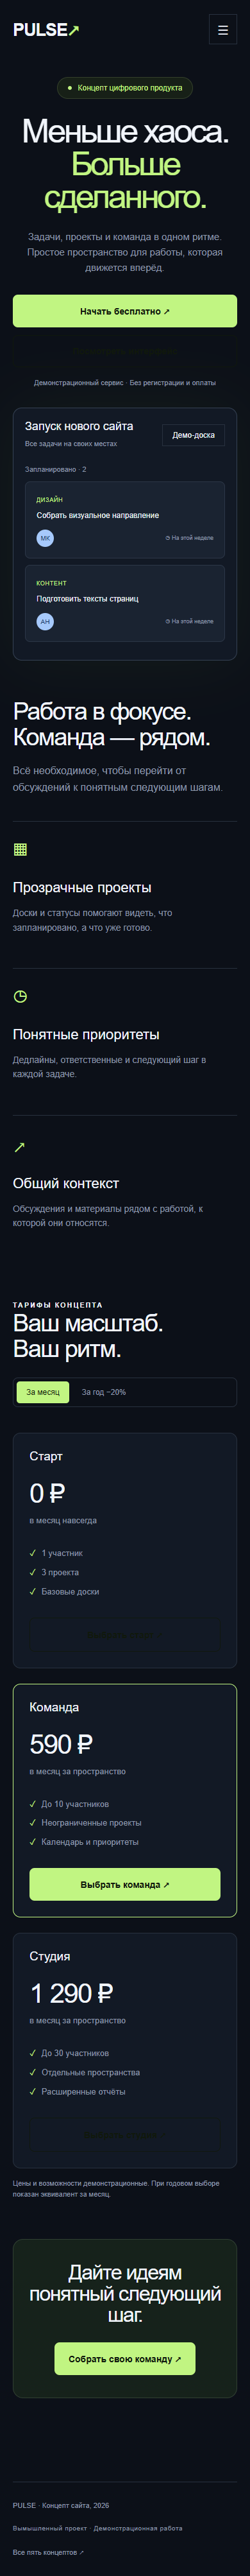 PULSE↗
Концепт цифрового продукта
Меньше хаоса.
Больше
сделанного.
Задачи, проекты и команда в одном ритме.
Простое пространство для работы, которая
движется вперёд.
Начать бесплатно ↗
Демонстрационный сервис · Без регистрации и оплаты
Запуск нового сайта
Все задачи на своих местах
Демо-доска
Запланировано · 2
ДИЗАЙН
Собрать визуальное направление
МК
На этой неделе
КОНТЕНТ
Подготовить тексты страниц
АН
На этой неделе
Работа в фокусе.
Команда — рядом.
Всё необходимое, чтобы перейти от
обсуждений к понятным следующим шагам.
Прозрачные проекты
Доски и статусы помогают видеть, что
запланировано, а что уже готово.
Понятные приоритеты
Дедлайны, ответственные и следующий шаг в
каждой задаче.
↗
Общий контекст
Обсуждения и материалы рядом с работой, к
которой они относятся.
ТАРИФЫ КОНЦЕПТА
Ваш масштаб.
Ваш ритм.
За месяц
За год −20%
Старт
0 ₽
в месяц навсегда
✓ 1 участник
✓ 3 проекта
✓ Базовые доски
Команда
590 ₽
в месяц за пространство
✓ До 10 участников
✓ Неограниченные проекты
✓ Календарь и приоритеты
Выбрать команда ↗
Студия
1 290 ₽
в месяц за пространство
✓ До 30 участников
✓ Отдельные пространства
✓ Расширенные отчёты
Цены и возможности демонстрационные. При годовом выборе
показан эквивалент за месяц.
Дайте идеям
понятный следующий
шаг.
Собрать свою команду ↗
PULSE · Концепт сайта, 2026
Вымышленный проект · Демонстрационная работа
Все пять концептов ↗